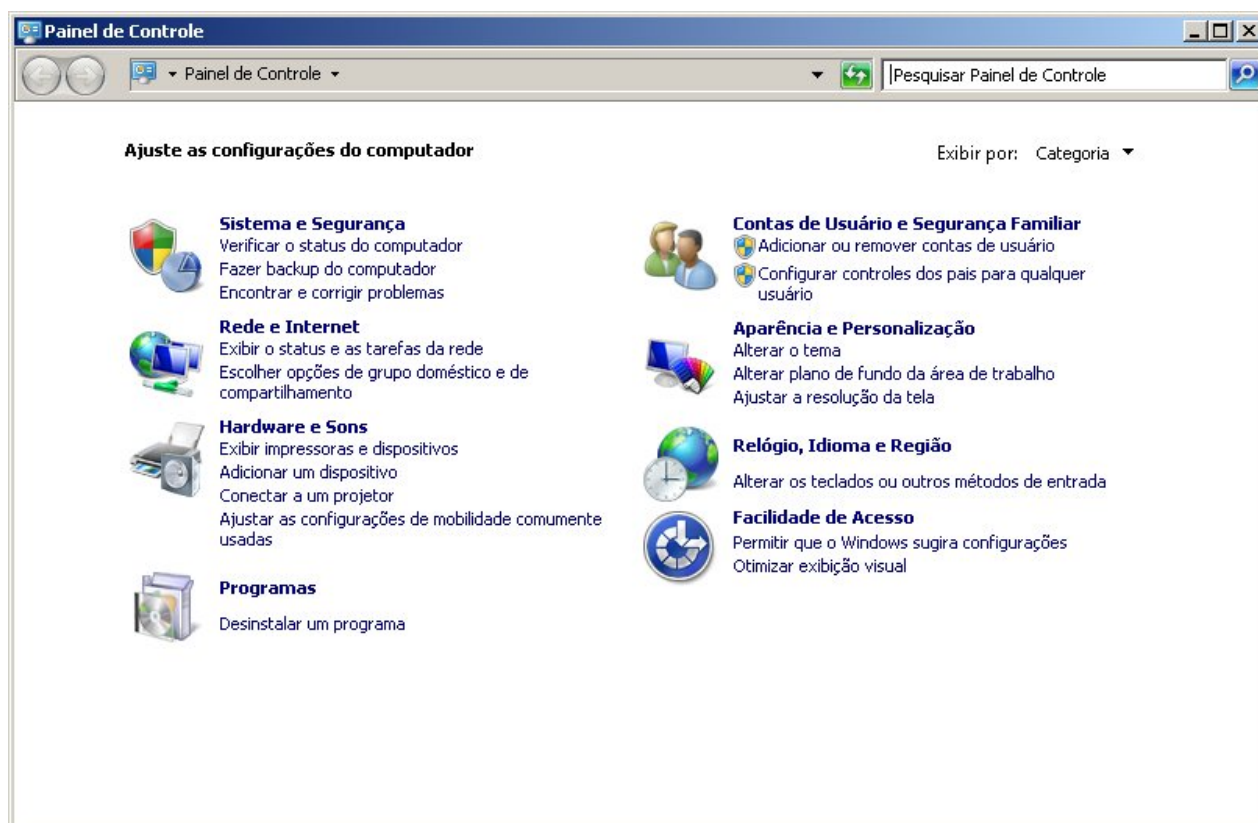 Painel de Controle
Painel de Controle
Pesquisar Painel de Controle
Ajuste as configurações do computador
Exibir por: Categoria
Sistema e Segurança
Verificar o status do computador
Fazer backup do computador
Encontrar e corrigir problemas
Rede e Internet
Exibir o status e as tarefas da rede
Escolher opções de grupo doméstico e de
compartilhamento
Hardware e Sons
Exibir impressoras e dispositivos
Adicionar um dispositivo
Conectar a um projetor
Ajustar as configurações de mobilidade comumente
usadas
Programas
Desinstalar um programa
Contas de Usuário e Segurança Familiar
Adicionar ou remover contas de usuário
Configurar controles dos pais para qualquer
usuário
Aparência e Personalização
Alterar o tema
Alterar plano de fundo da área de trabalho
Ajustar a resolução da tela
Relógio, Idioma e Região
Alterar os teclados ou outros métodos de entrada
Facilidade de Acesso
Permitir que o Windows sugira configurações
Otimizar exibição visual